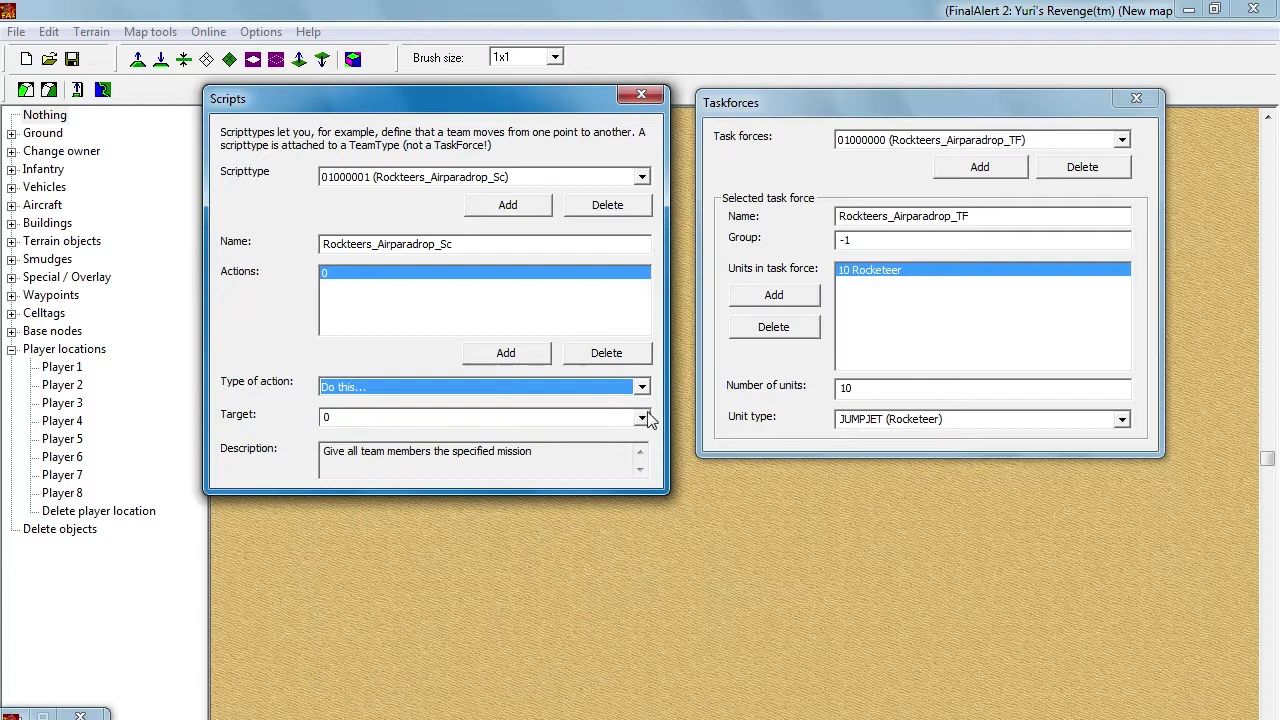 (FinalAlert 2: Yuri's Revenge(tm) (New map
File Edit Terrain Map tools Online Options Help
Brush size: 1x1
Nothing
Ground
Change owner
Infantry
Vehicles
Aircraft
Buildings
Terrain objects
Smudges
Special / Overlay
Waypoints
Celltags
Base nodes
Player locations
Player 1
Player 2
Player 3
Player 4
Player 5
Player 6
Player 7
Player 8
Delete player location
Delete objects
Scripts
Scripttypes let you, for example, define that a team moves from one point to another. A
scripttype is attached to a TeamType (not a TaskForce!)
Scripttype 01000001 (Rockteers_Airparadrop_Sc)
Add Delete
Name: Rockteers_Airparadrop_Sc
Actions: 0
Add Delete
Type of action: Do this...
Target: 0
Description: Give all team members the specified mission
Taskforces
Task forces: 01000000 (Rockteers_Airparadrop_TF)
Add Delete
Selected task force
Name: Rockteers_Airparadrop_TF
Group: -1
Units in task force: 10 Rocketeer
Add
Delete
Number of units: 10
Unit type: JUMPJET (Rocketeer)